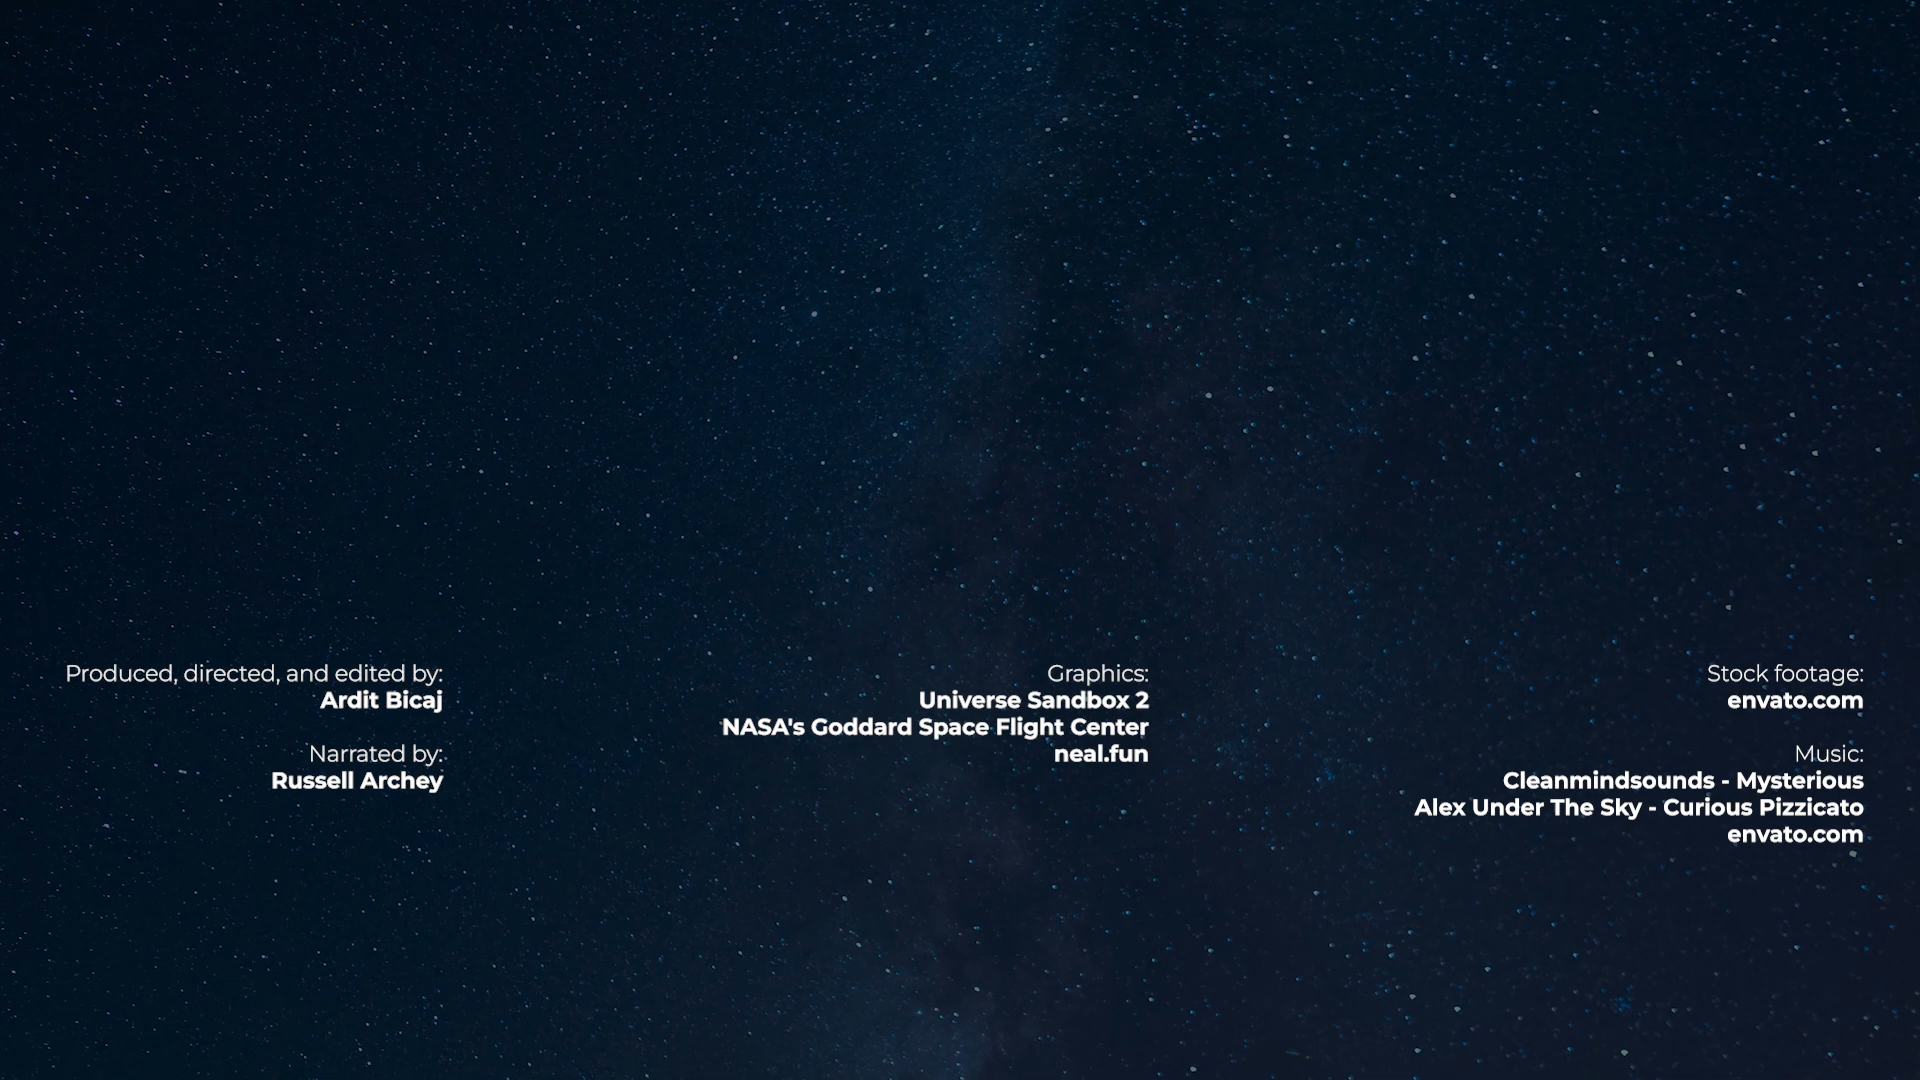 Produced, directed, and edited by:
Ardit Bicaj
Narrated by:
Russell Archey
Graphics:
Universe Sandbox 2
NASA's Goddard Space Flight Center
neal.fun
Stock footage:
envato.com
Music:
Cleanmindsounds - Mysterious
Alex Under The Sky - Curious Pizzicato
envato.com